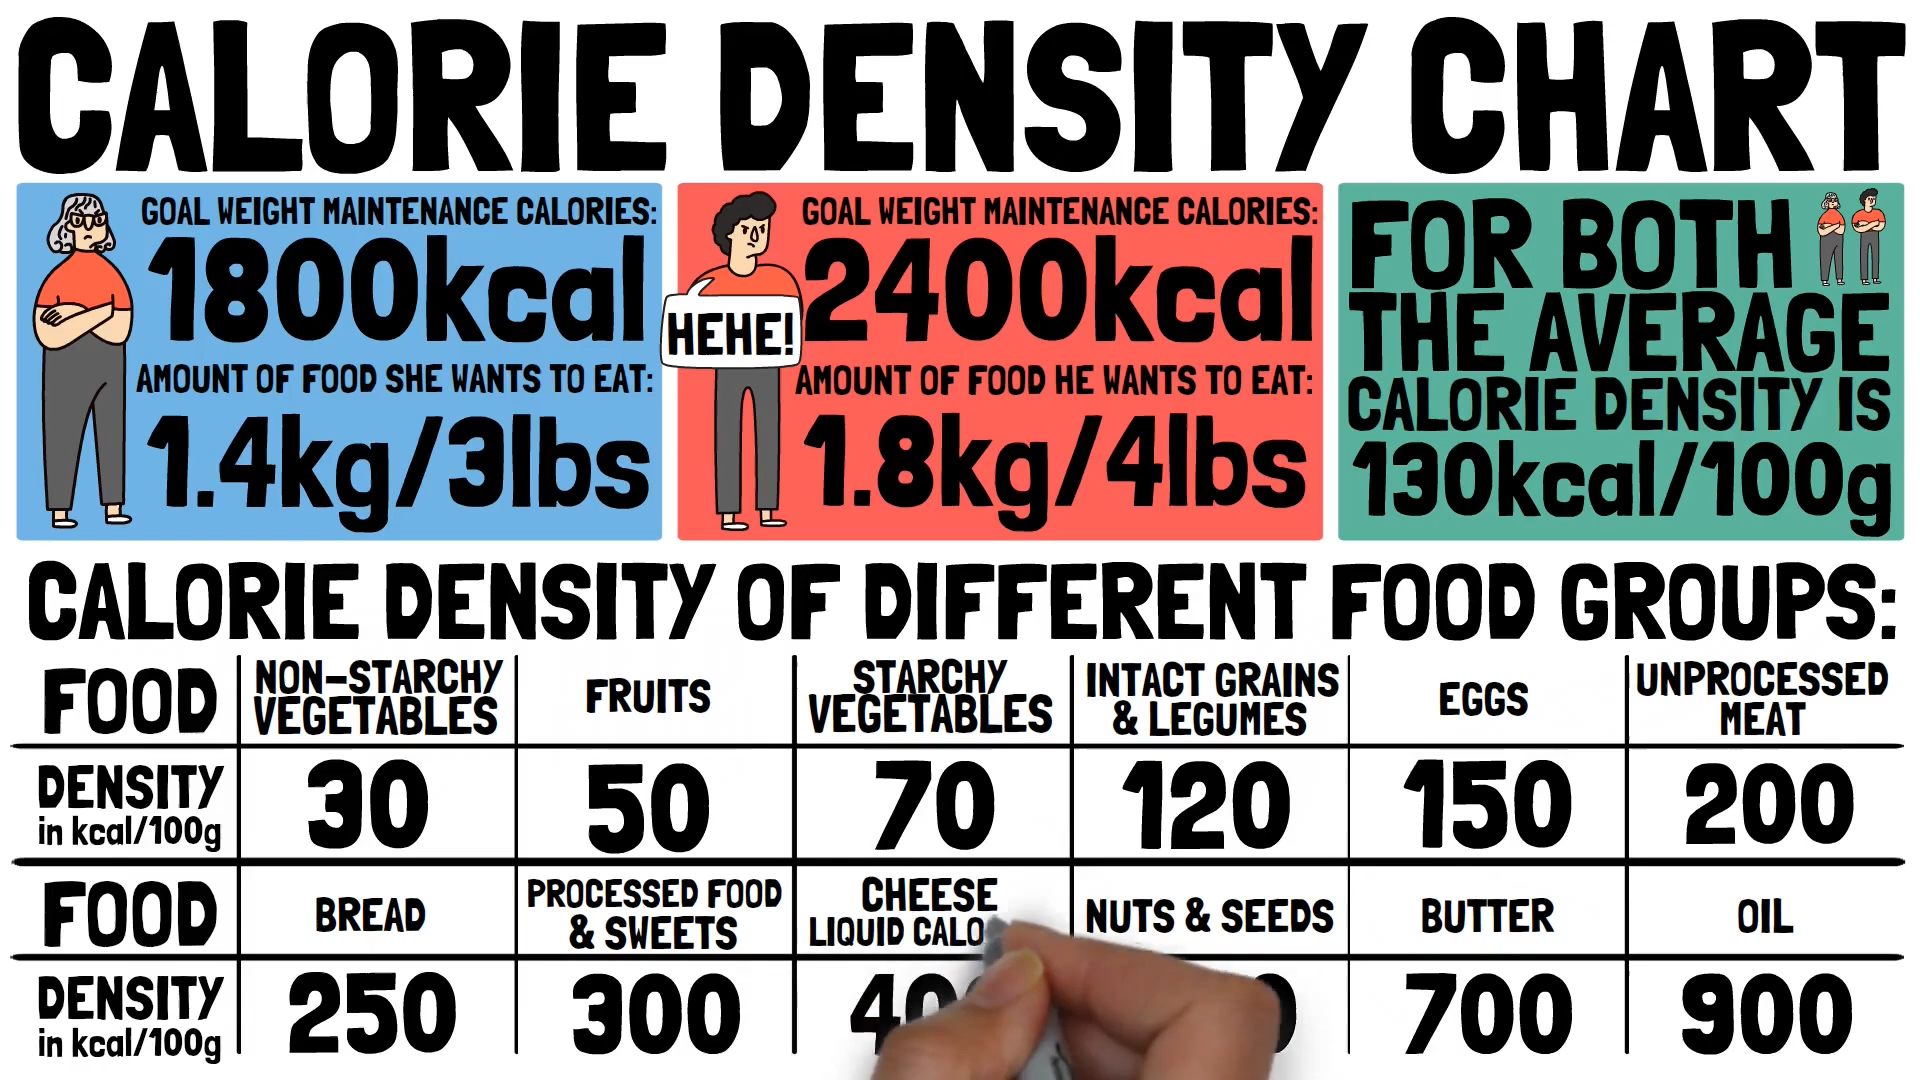 CALORIE DENSITY CHART
GOAL WEIGHT MAINTENANCE CALORIES:
1800kcal
AMOUNT OF FOOD SHE WANTS TO EAT:
1.4kg/3lbs
HEHE!
GOAL WEIGHT MAINTENANCE CALORIES:
2400kcal
AMOUNT OF FOOD HE WANTS TO EAT:
1.8kg/4lbs
FOR BOTH
THE AVERAGE
CALORIE DENSITY IS
130kcal/100g
CALORIE DENSITY OF DIFFERENT FOOD GROUPS:
FOOD
NON-STARCHY
VEGETABLES
FRUITS
STARCHY
VEGETABLES
INTACT GRAINS
& LEGUMES
EGGS
UNPROCESSED
MEAT
DENSITY
in kcal/100g
30
50
70
120
150
200
FOOD
BREAD
PROCESSED FOOD
& SWEETS
CHEESE
LIQUID
NUTS & SEEDS
BUTTER
OIL
DENSITY
in kcal/100g
250
300
700
900